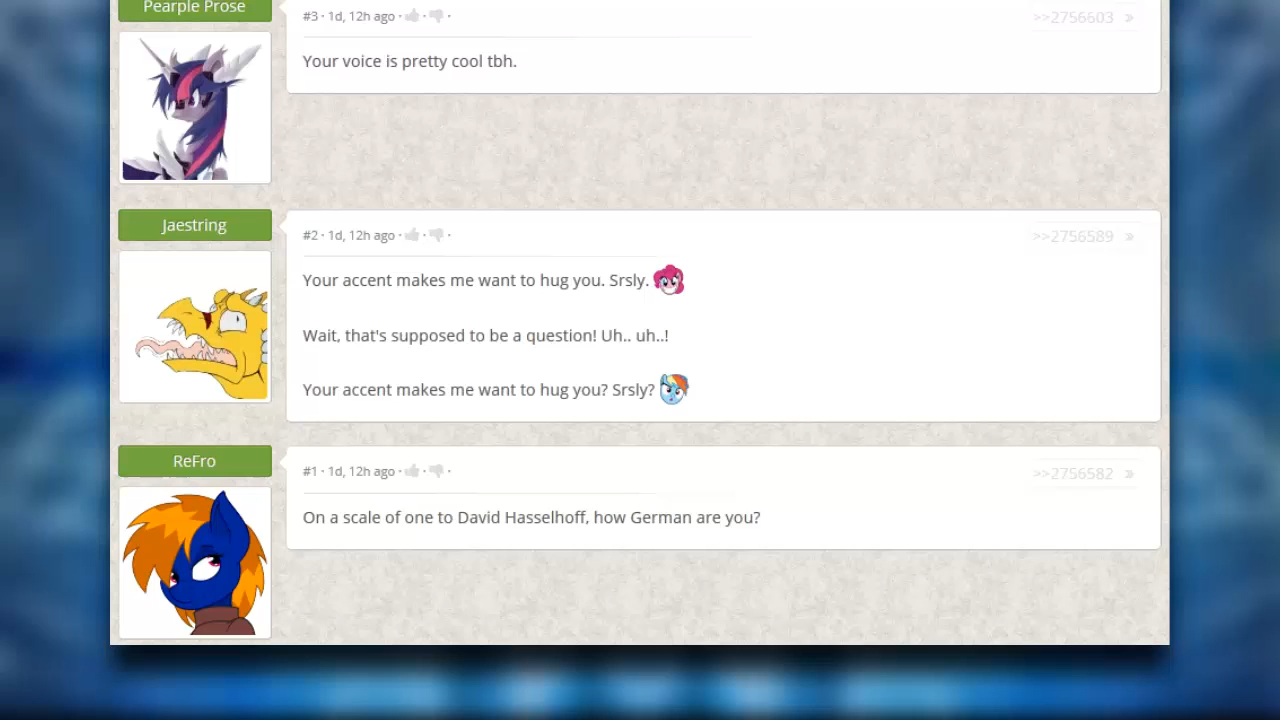 Pearple Prose
#3 · 1d, 12h ago · · ·
>>2756603 »
Your voice is pretty cool tbh.
Jaestring
#2 · 1d, 12h ago · · ·
>>2756589 »
Your accent makes me want to hug you. Srsly.
Wait, that's supposed to be a question! Uh.. uh..!
Your accent makes me want to hug you? Srsly?
ReFro
#1 · 1d, 12h ago · · ·
>>2756582 »
On a scale of one to David Hasselhoff, how German are you?